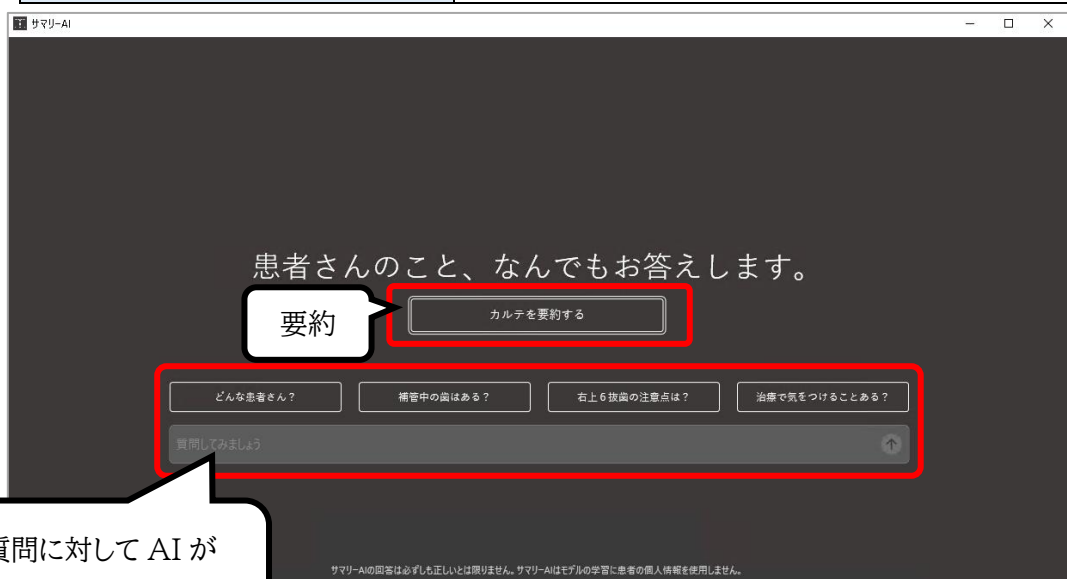 サマリーAI
患者さんのこと、なんでもお答えします。
要約
カルテを要約する
どんな患者さん？
補管中の歯はある？
右上６抜歯の注意点は？
治療で気をつけることある？
質問してみましょう
質問に対して AI が
サマリーAIの回答は必ずしも正しいとは限りません。サマリーAIはモデルの学習に患者の個人情報を使用しません。